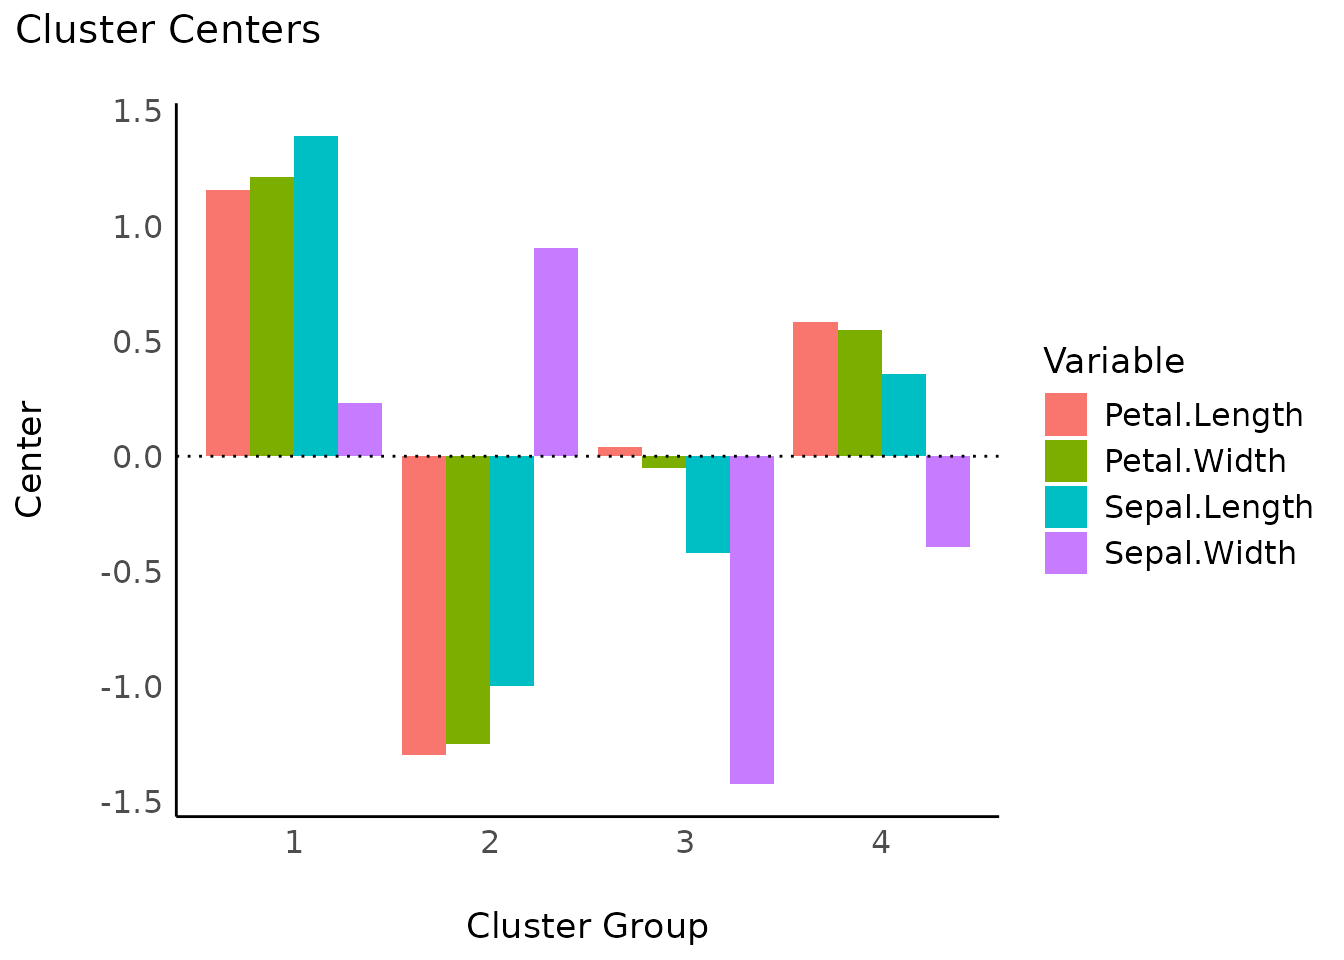 Cluster Centers
1.5
1.0
0.5
0.0
-0.5
-1.0
-1.5
Center
1 2 3 4
Cluster Group
Variable
Petal.Length
Petal.Width
Sepal.Length
Sepal.Width